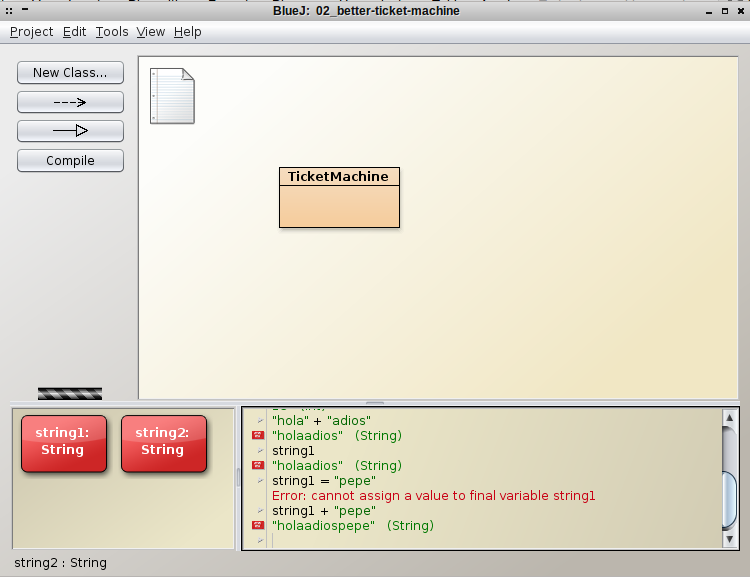 BlueJ: 02_better-ticket-machine
Project Edit Tools View Help
New Class...
Compile
TicketMachine
string1:
String
string2:
String
"hola" + "adios"
"holaadios" (String)
string1
"holaadios" (String)
string1 = "pepe"
Error: cannot assign a value to final variable string1
string1 + "pepe"
"holaadiospepe" (String)
string2 : String